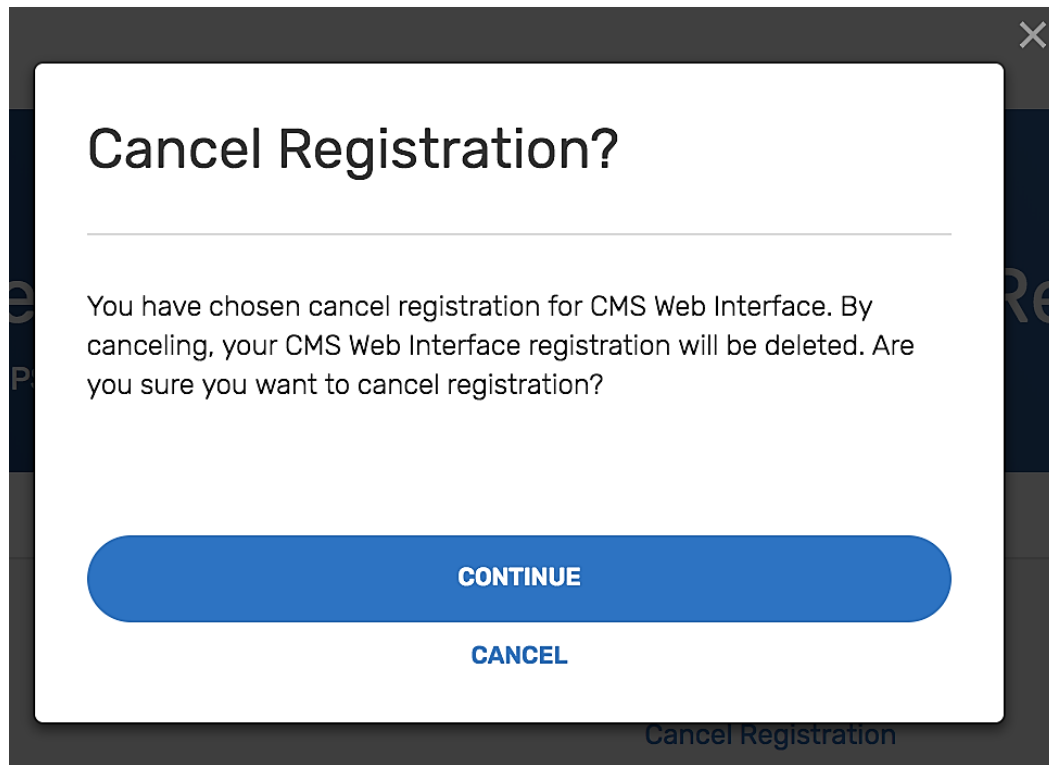 Cancel Registration?
You have chosen cancel registration for CMS Web Interface. By
canceling, your CMS Web Interface registration will be deleted. Are
you sure you want to cancel registration?
CONTINUE
CANCEL
Cancel Registration